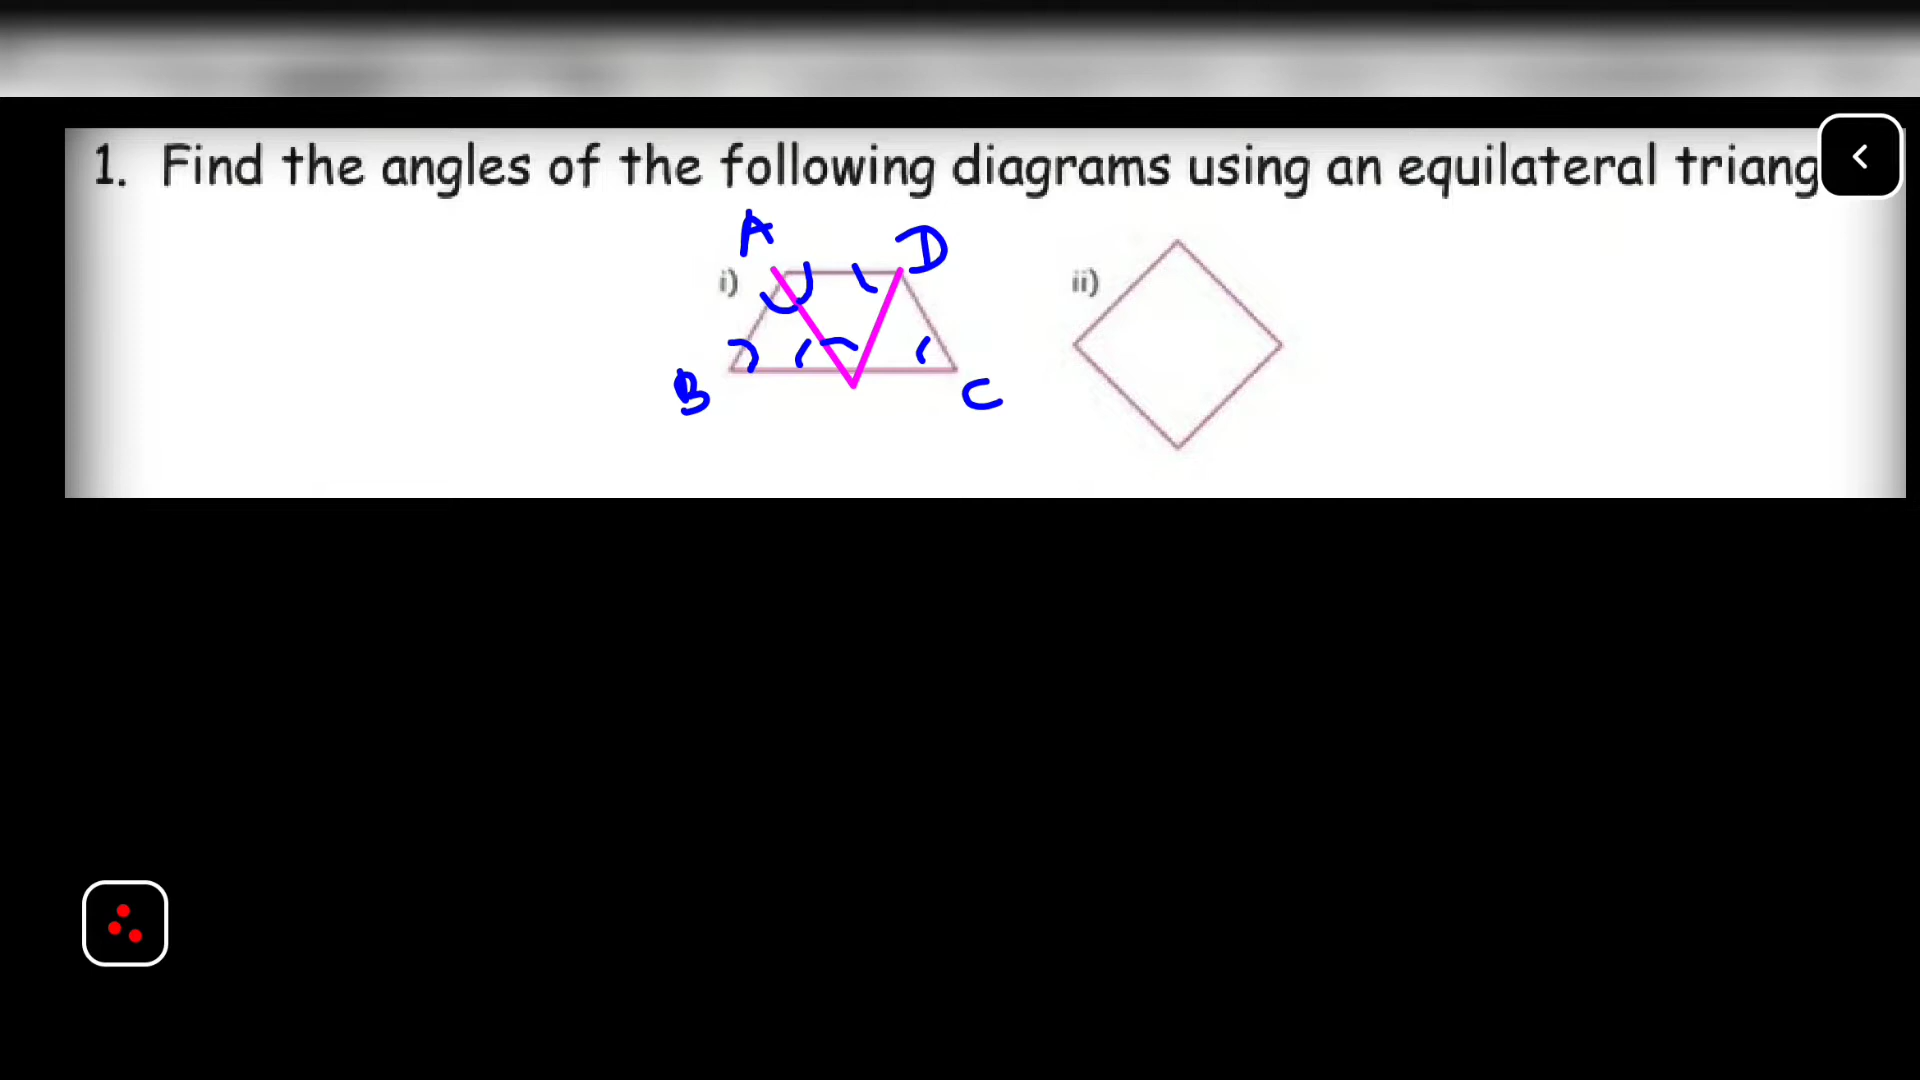 1. Find the angles of the following diagrams using an equilateral triang
A D
i) ii)
B C